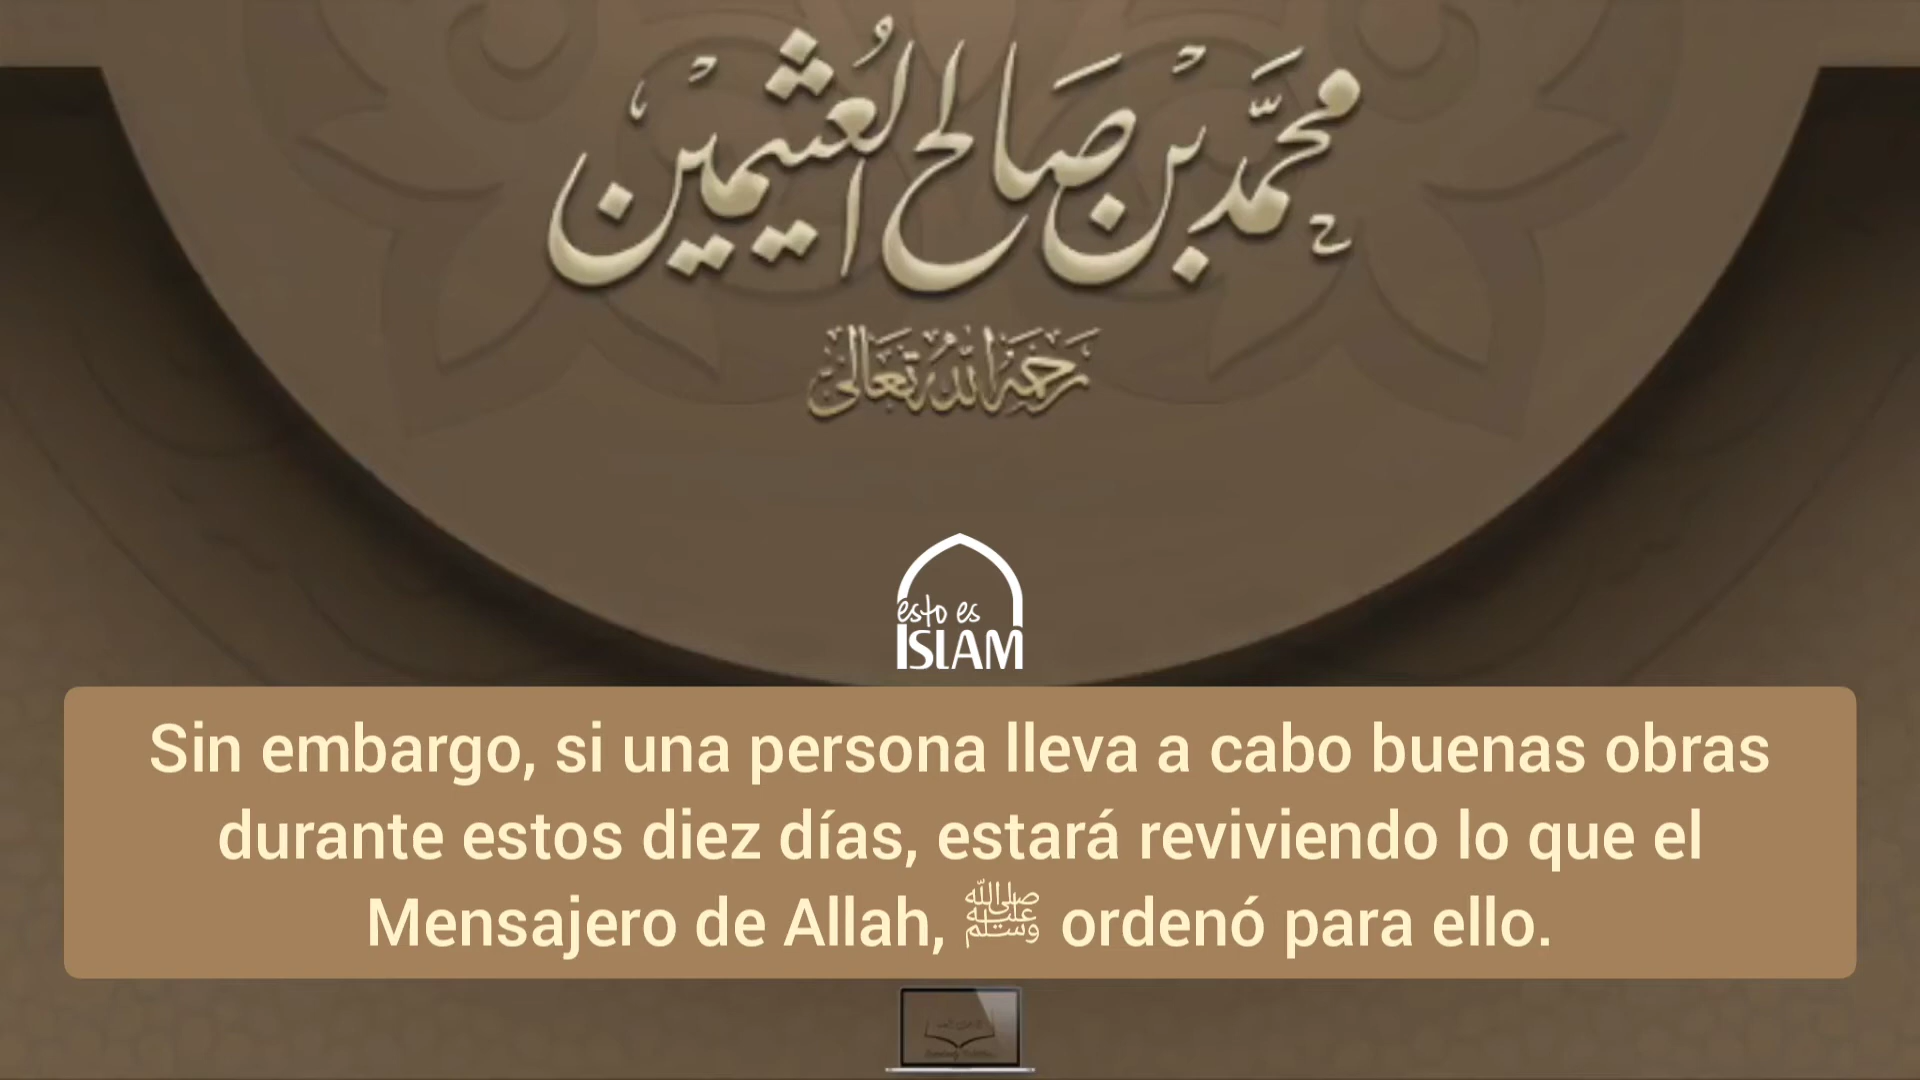 محمد بن صالح العثيمين
رحمه الله تعالى
esto es
ISLAM
Sin embargo, si una persona lleva a cabo buenas obras
durante estos diez días, estará reviviendo lo que el
Mensajero de Allah, ﷺ ordenó para ello.